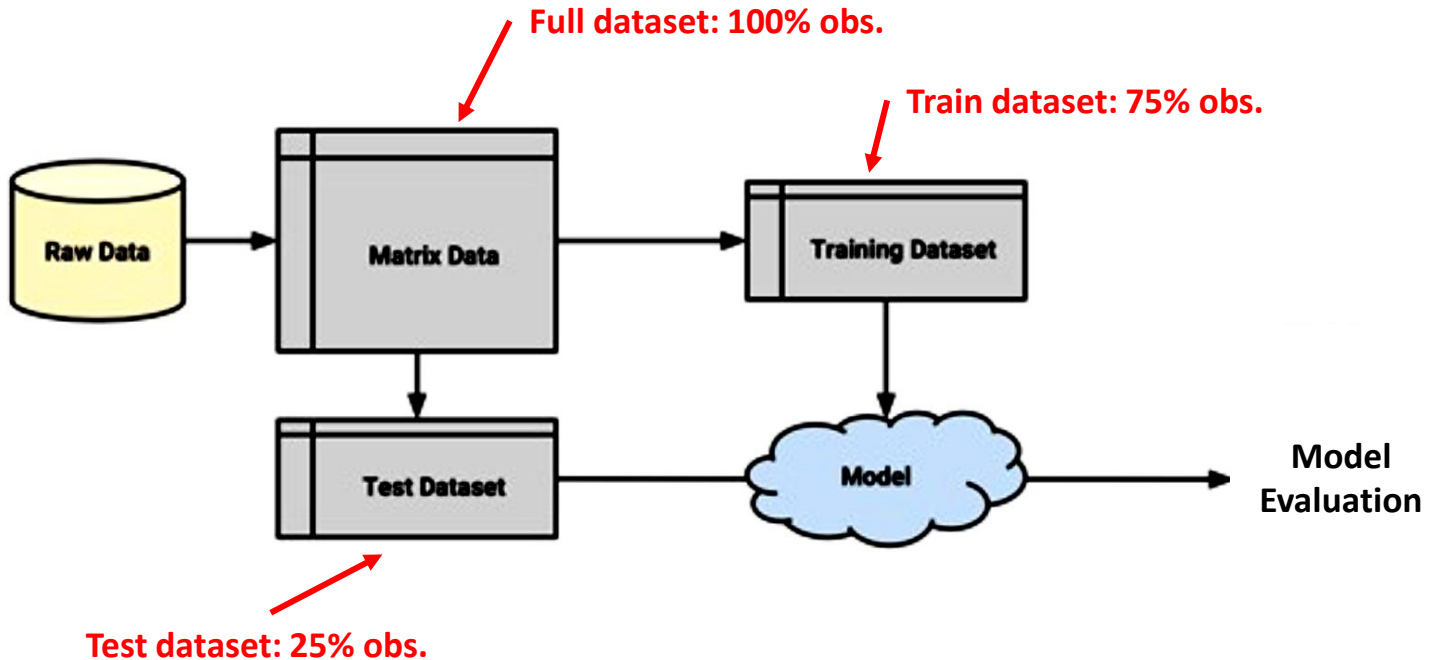 Full dataset: 100% obs.
Train dataset: 75% obs.
Raw Data
Matrix Data
Training Dataset
Test Dataset
Model
Model
Evaluation
Test dataset: 25% obs.